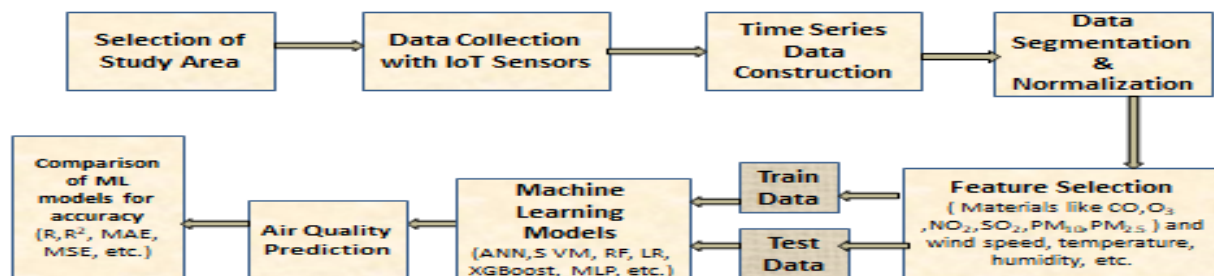 Selection of
Study Area
Data Collection
with IoT Sensors
Time Series
Data
Construction
Data
Segmentation
&
Normalization
Feature Selection
( Materials like CO,O₃
,NO₂,SO₂,PM₁₀,PM₂.₅ ) and
wind speed, temperature,
humidity, etc.
Train
Data
Test
Data
Machine
Learning
Models
(ANN,S VM, RF, LR,
XGBoost, MLP, etc.)
Air Quality
Prediction
Comparison
of ML
models for
accuracy
(R,R², MAE,
MSE, etc.)